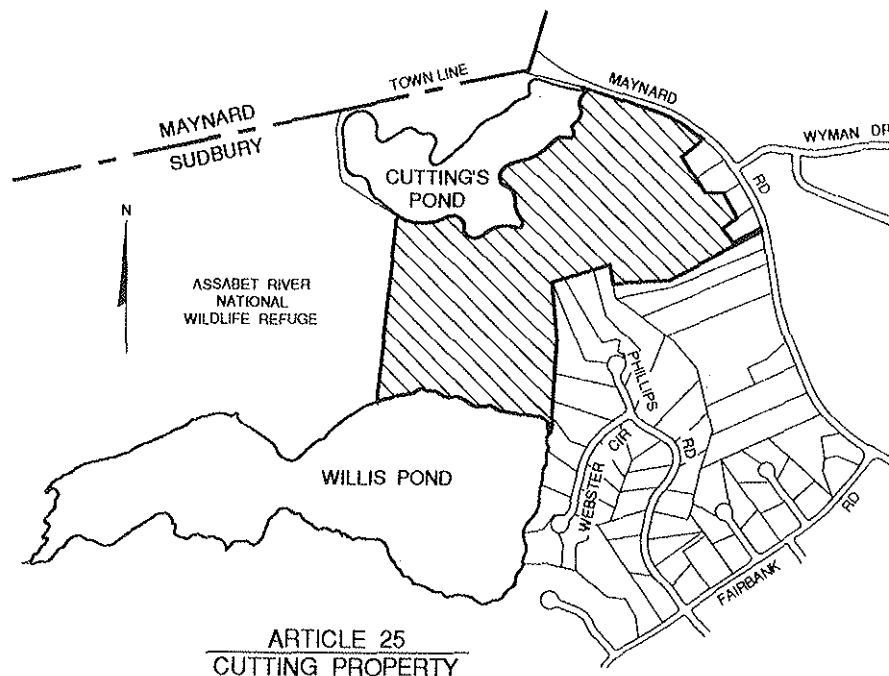 TOWN LINE
MAYNARD
MAYNARD
SUDBURY
WYMAN DR
RD
CUTTING'S
POND
N
ASSABET RIVER
NATIONAL
WILDLIFE REFUGE
PHILLIPS
RD
WEBSTER CIR
WILLIS POND
FAIRBANK
RD
ARTICLE 25
CUTTING PROPERTY